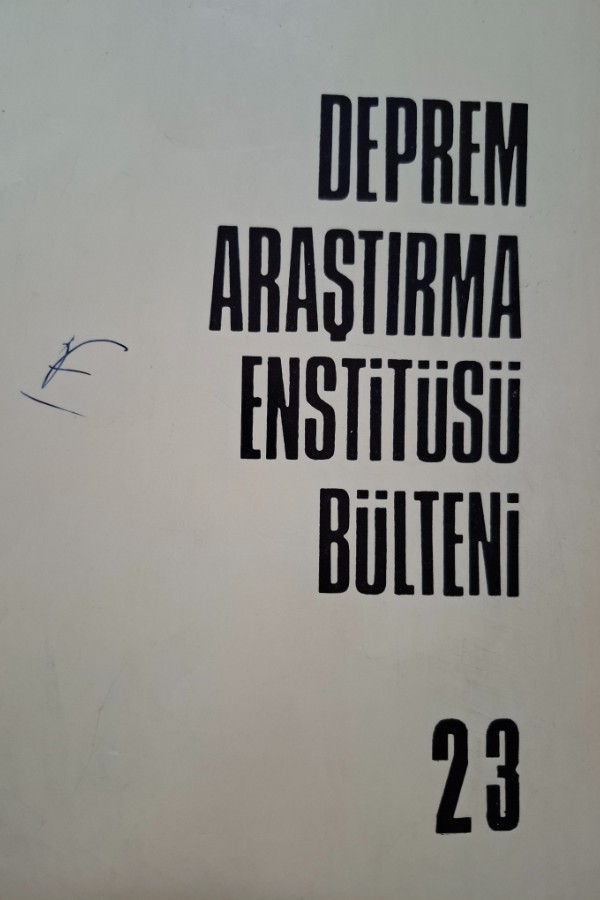 DEPREM
ARAŞTIRMA
ENSTİTÜSÜ
BÜLTENİ
23